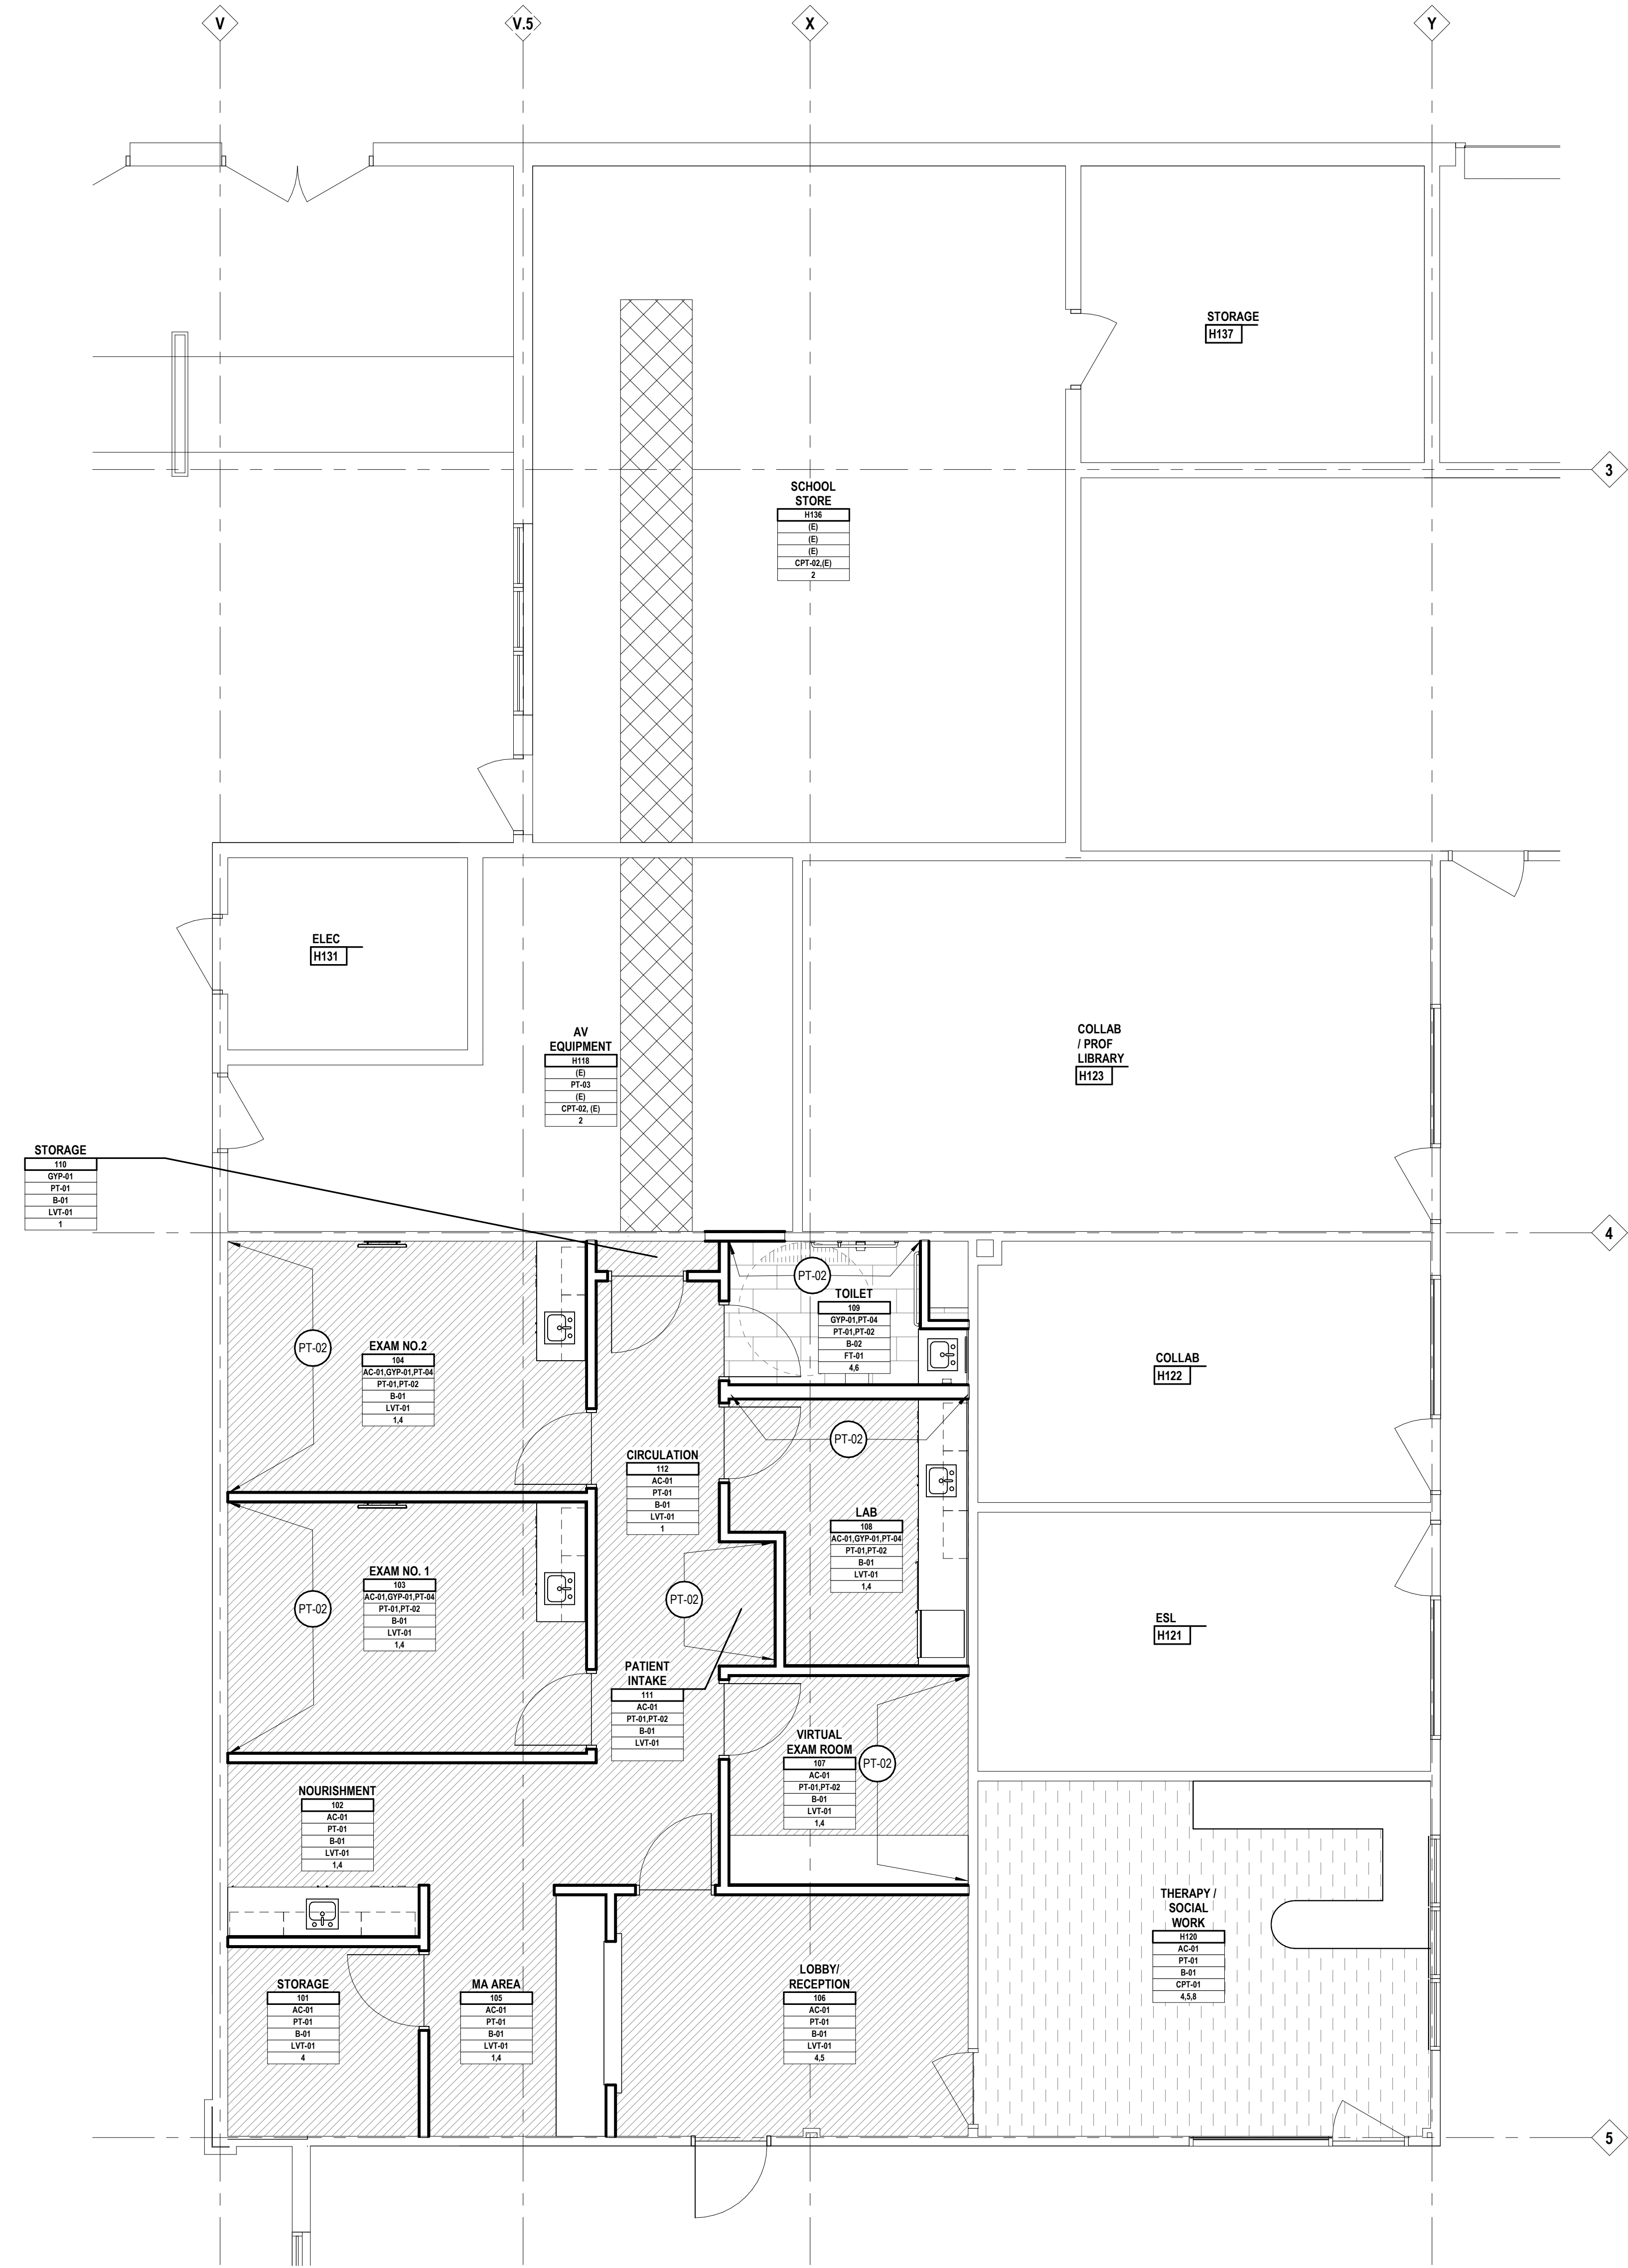 V
V.5
X
Y
STORAGE
H137
3
SCHOOL
STORE
H136
(E)
(E)
(E)
CPT-02,(E)
2
ELEC
H131
AV
EQUIPMENT
H118
(E)
PT-03
(E)
CPT-02, (E)
2
COLLAB
/ PROF
LIBRARY
H123
STORAGE
110
GYP-01
PT-01
B-01
LVT-01
1
4
PT-02
TOILET
109
GYP-01,PT-04
PT-01,PT-02
B-02
FT-01
4,6
PT-02
EXAM NO.2
104
AC-01,GYP-01,PT-04
PT-01,PT-02
B-01
LVT-01
1,4
COLLAB
H122
PT-02
CIRCULATION
112
AC-01
PT-01
B-01
LVT-01
1
LAB
108
AC-01,GYP-01,PT-04
PT-01,PT-02
B-01
LVT-01
1,4
EXAM NO. 1
103
AC-01,GYP-01,PT-04
PT-01,PT-02
B-01
LVT-01
1,4
PT-02
PT-02
ESL
H121
PATIENT
INTAKE
111
AC-01
PT-01,PT-02
B-01
LVT-01
VIRTUAL
EXAM ROOM
107
AC-01
PT-01,PT-02
B-01
LVT-01
1,4
PT-02
NOURISHMENT
102
AC-01
PT-01
B-01
LVT-01
1,4
THERAPY /
SOCIAL
WORK
H120
AC-01
PT-01
B-01
CPT-01
4,5,8
STORAGE
101
AC-01
PT-01
B-01
LVT-01
4
MA AREA
105
AC-01
PT-01
B-01
LVT-01
1,4
LOBBY/
RECEPTION
106
AC-01
PT-01
B-01
LVT-01
4,5
5